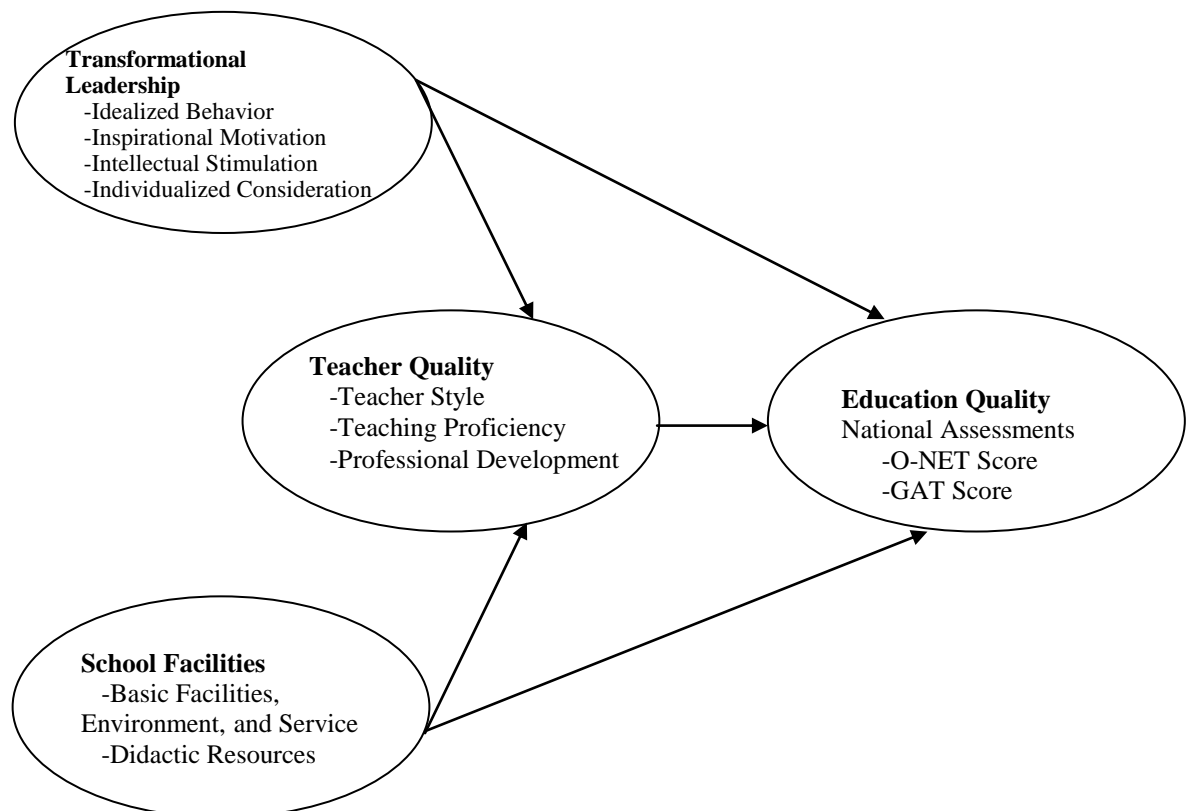 Transformational
Leadership
-Idealized Behavior
-Inspirational Motivation
-Intellectual Stimulation
-Individualized Consideration
Teacher Quality
-Teacher Style
-Teaching Proficiency
-Professional Development
Education Quality
National Assessments
-O-NET Score
-GAT Score
School Facilities
-Basic Facilities,
Environment, and Service
-Didactic Resources